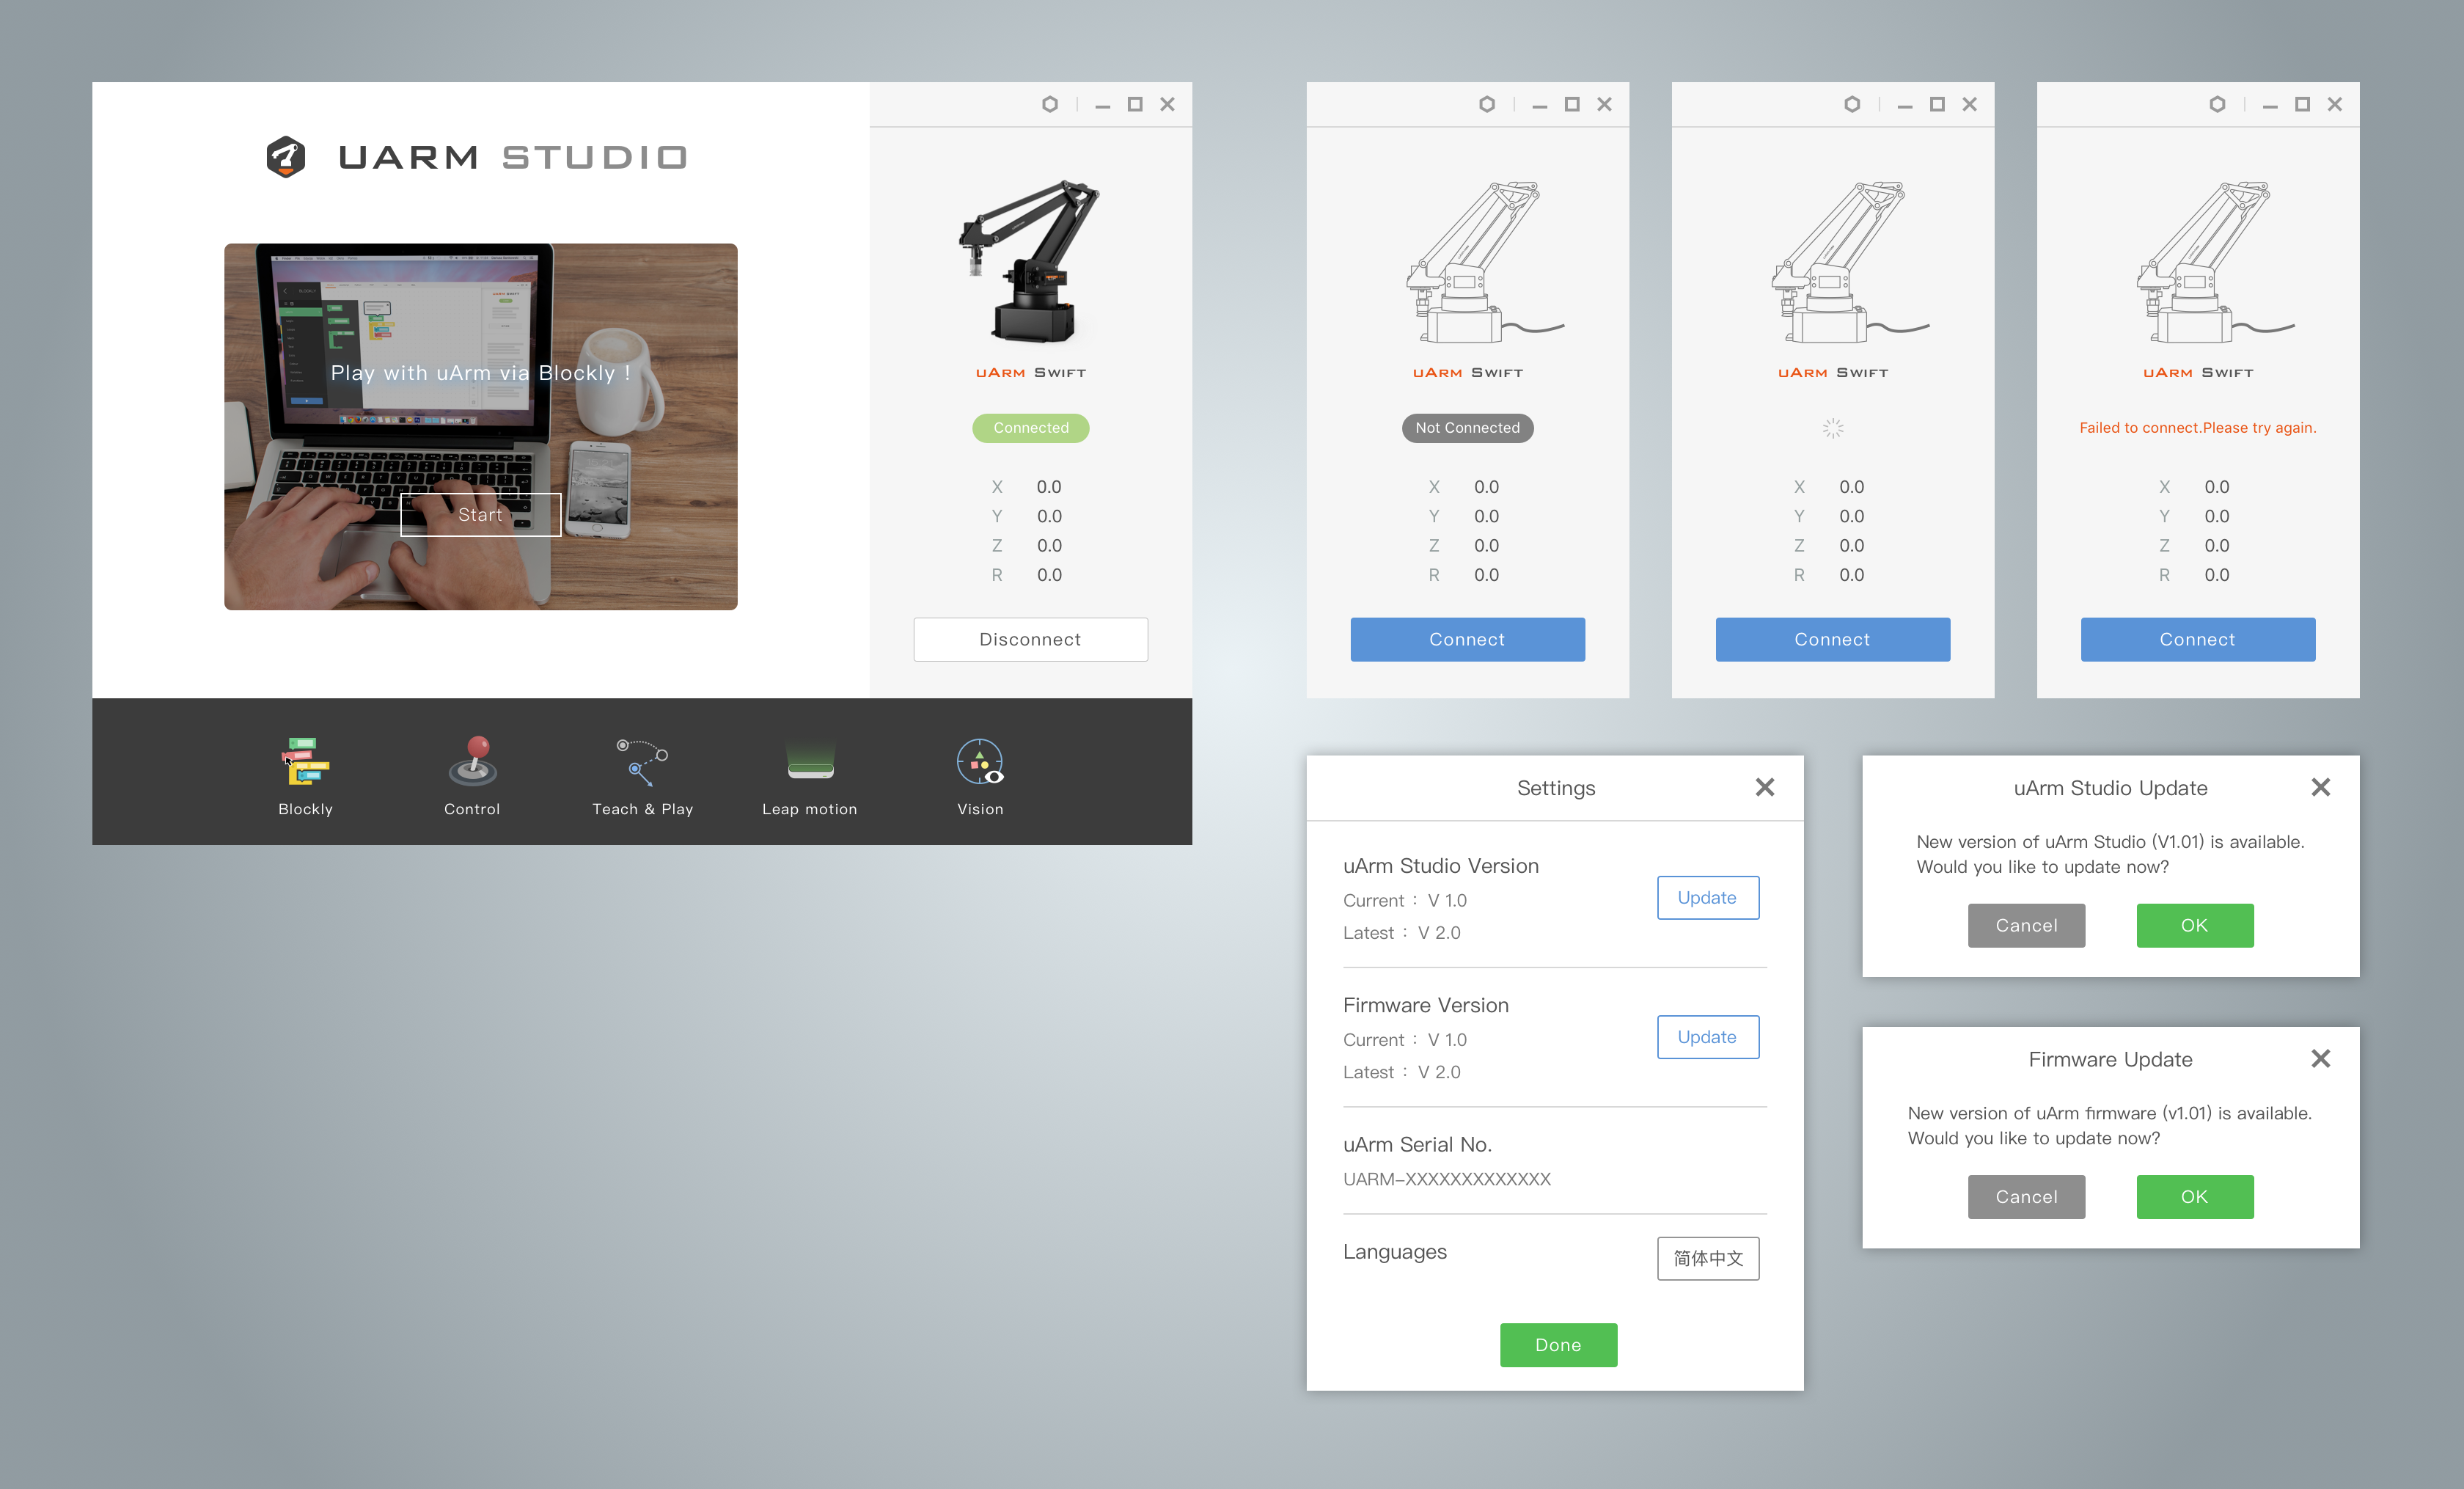 UARM STUDIO
Play with uArm via Blockly !
Start
UARM SWIFT
Connected
X 0.0
Y 0.0
Z 0.0
R 0.0
Disconnect
Blockly
Control
Teach & Play
Leap motion
Vision
UARM SWIFT
Not Connected
X 0.0
Y 0.0
Z 0.0
R 0.0
Connect
UARM SWIFT
X 0.0
Y 0.0
Z 0.0
R 0.0
Connect
UARM SWIFT
Failed to connect.Please try again.
X 0.0
Y 0.0
Z 0.0
R 0.0
Connect
Settings
uArm Studio Version
Current : V 1.0
Latest : V 2.0
Update
Firmware Version
Current : V 1.0
Latest : V 2.0
Update
uArm Serial No.
UARM-XXXXXXXXXXXXX
Languages
简体中文
Done
uArm Studio Update
New version of uArm Studio (V1.01) is available.
Would you like to update now?
Cancel
OK
Firmware Update
New version of uArm firmware (v1.01) is available.
Would you like to update now?
Cancel
OK